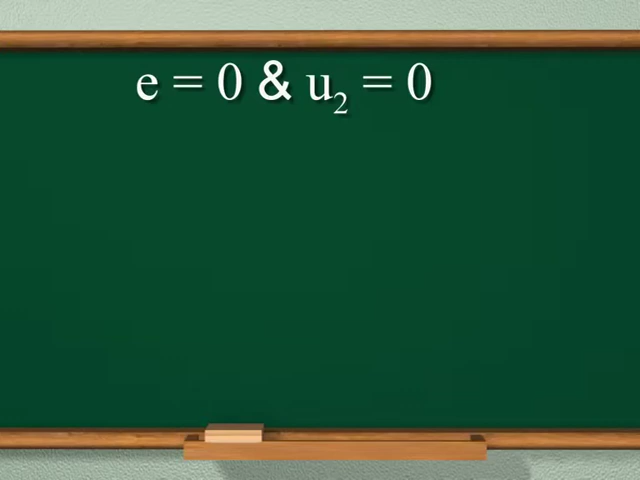 e = 0 & u₂ = 0